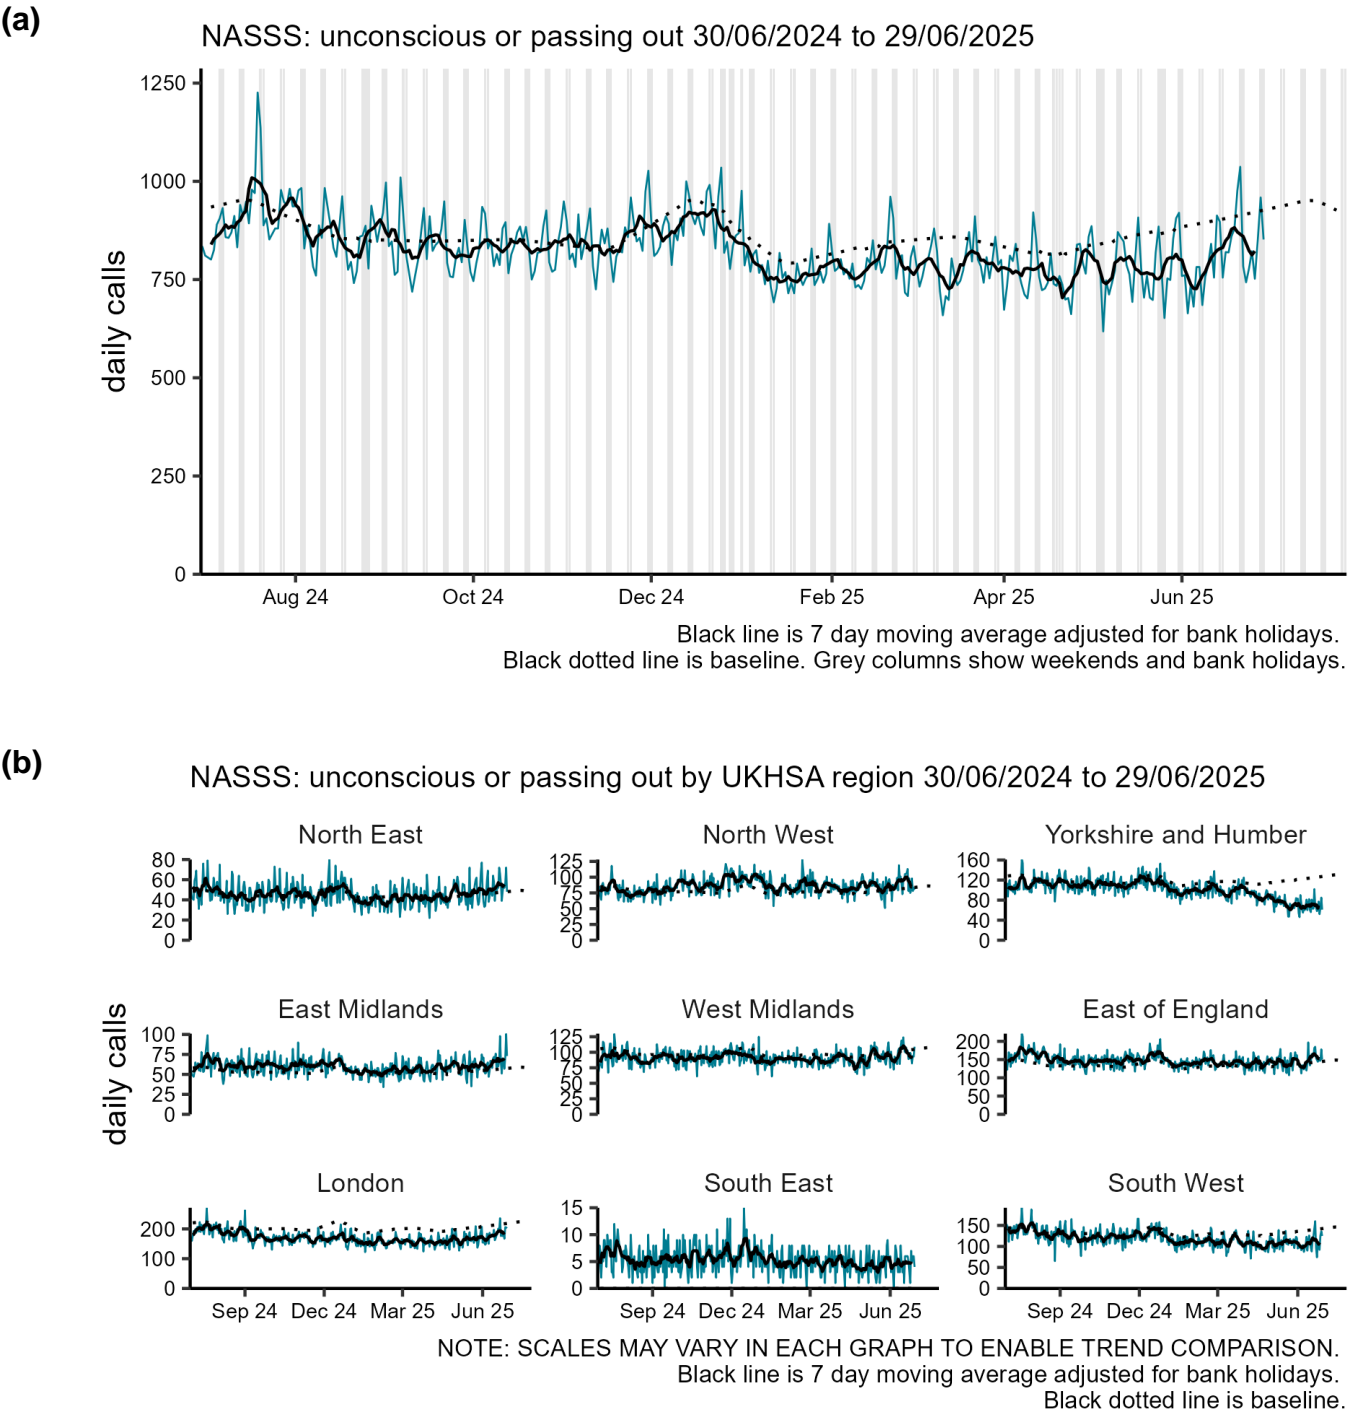 (a)
NASSS: unconscious or passing out 30/06/2024 to 29/06/2025
1250
1000
750
500
250
0
daily calls
Aug 24 Oct 24 Dec 24 Feb 25 Apr 25 Jun 25
Black line is 7 day moving average adjusted for bank holidays.
Black dotted line is baseline. Grey columns show weekends and bank holidays.
(b)
NASSS: unconscious or passing out by UKHSA region 30/06/2024 to 29/06/2025
daily calls
North East
80
60
40
20
0
North West
125
100
75
50
25
0
Yorkshire and Humber
160
120
80
40
0
East Midlands
100
75
50
25
0
West Midlands
125
100
75
50
25
0
East of England
200
150
100
50
0
London
200
100
0
Sep 24 Dec 24 Mar 25 Jun 25
South East
15
10
5
0
Sep 24 Dec 24 Mar 25 Jun 25
South West
150
100
50
0
Sep 24 Dec 24 Mar 25 Jun 25
NOTE: SCALES MAY VARY IN EACH GRAPH TO ENABLE TREND COMPARISON.
Black line is 7 day moving average adjusted for bank holidays.
Black dotted line is baseline.